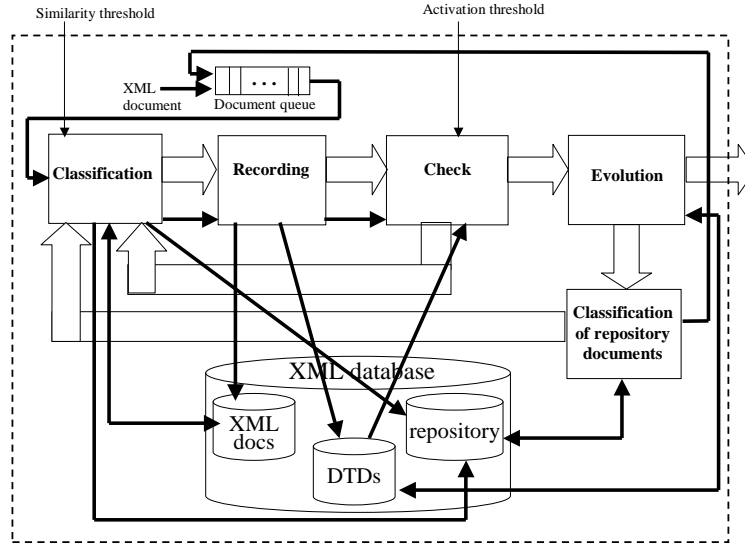 Similarity threshold
Activation threshold
XML
document
...
Document queue
Classification
Recording
Check
Evolution
Classification
of repository
documents
XML database
XML
docs
repository
DTDs